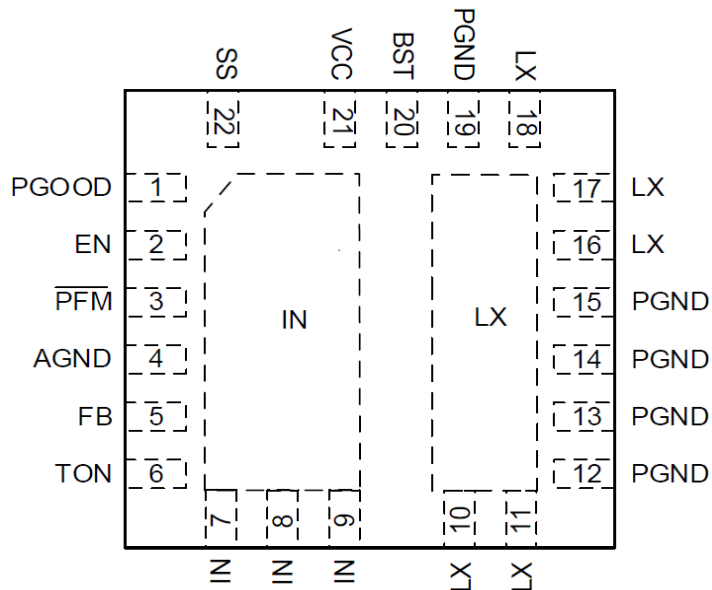 SS VCC BST PGND LX
22 21 20 19 18
PGOOD 1 17 LX
EN 2 16 LX
PFM 3 15 PGND
IN LX
AGND 4 14 PGND
FB 5 13 PGND
TON 6 12 PGND
7 8 9 10 11
IN IN IN LX LX